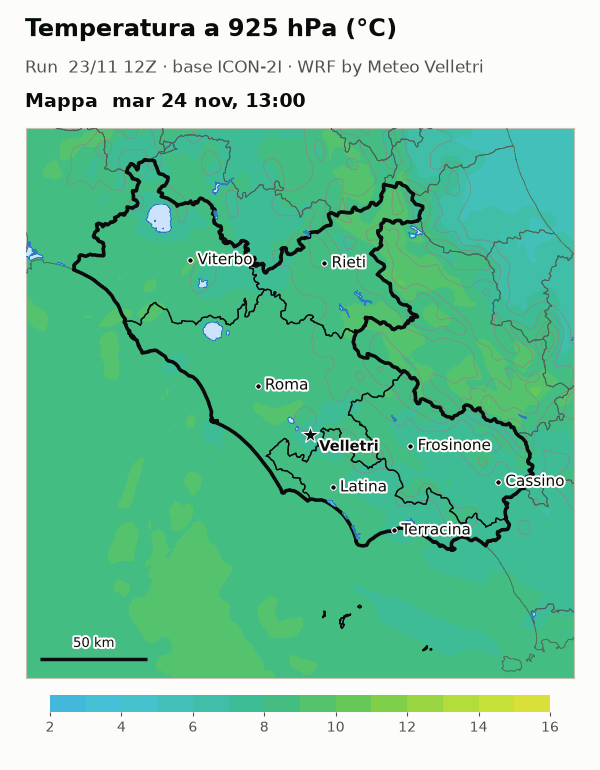 Temperatura a 925 hPa (°C)
Run  23/11 12Z · base ICON-2I · WRF by Meteo Velletri
Mappa  mar 24 nov, 13:00
Viterbo
Rieti
Roma
Velletri
Frosinone
Cassino
Latina
Terracina
50 km
2 4 6 8 10 12 14 16